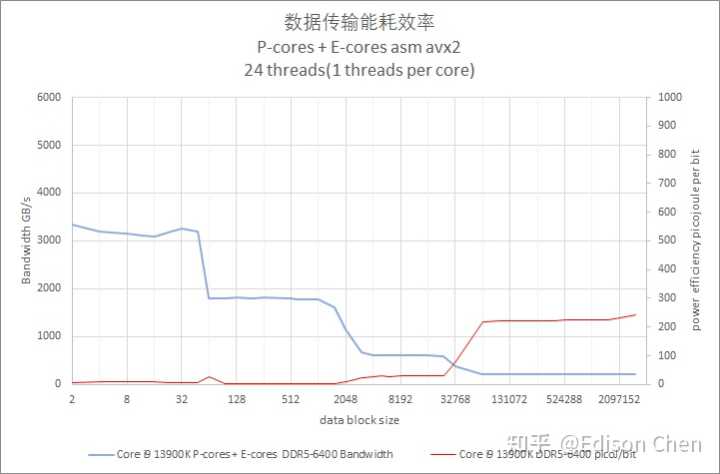 数据传输能耗效率
P-cores + E-cores asm avx2
24 threads(1 threads per core)
6000
5000
4000
3000
2000
1000
0
Bandwidth GB/s
1000
900
800
700
600
500
400
300
200
100
0
power efficiency picojoule per bit
2 8 32 128 512 2048 8192 32768 131072 524288 2097152
data block size
Core i9 13900K P-cores+ E-cores DDR5-6400 Bandwidth
Core i9 13900K DDR5-6400 picoJ/bit
知乎 @Edison Chen